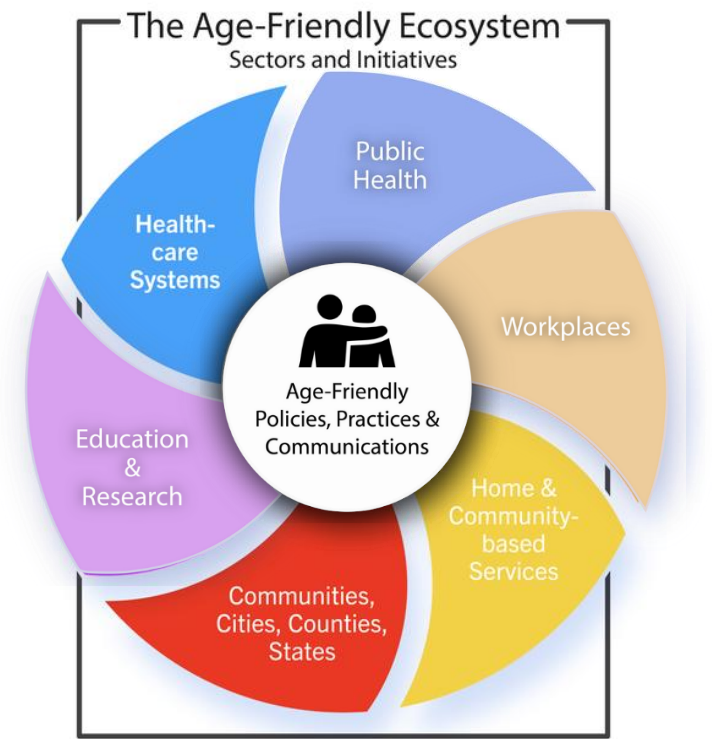 The Age-Friendly Ecosystem
Sectors and Initiatives
Public
Health
Health-
care
Systems
Workplaces
Age-Friendly
Policies, Practices &
Communications
Education
&
Research
Home &
Community-
based
Services
Communities,
Cities, Counties,
States